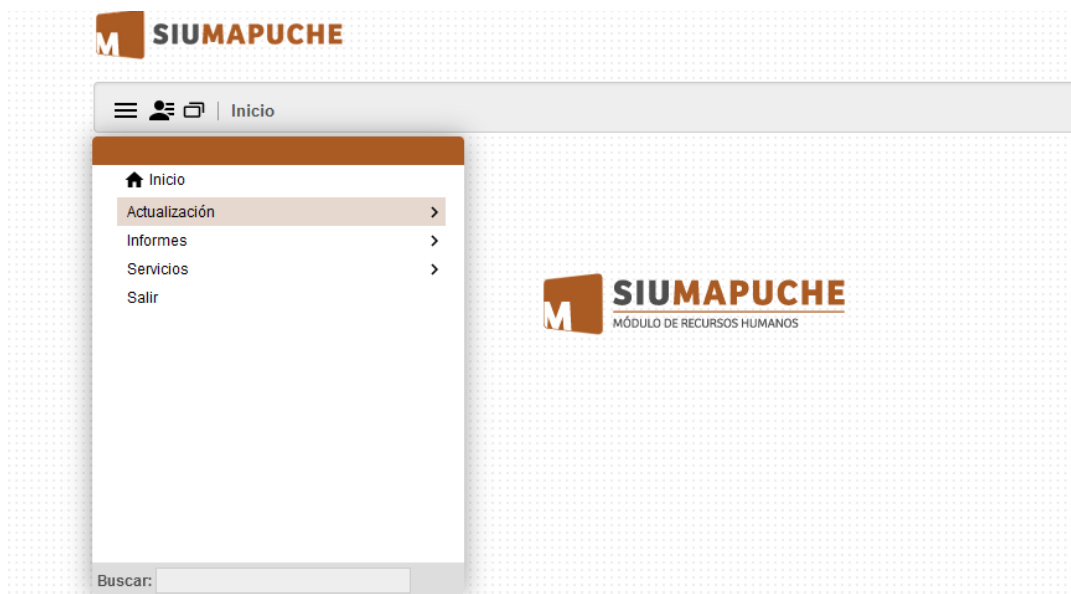 M SIUMAPUCHE
Inicio
Inicio
Actualización
Informes
Servicios
Salir
Buscar:
M SIUMAPUCHE
MÓDULO DE RECURSOS HUMANOS